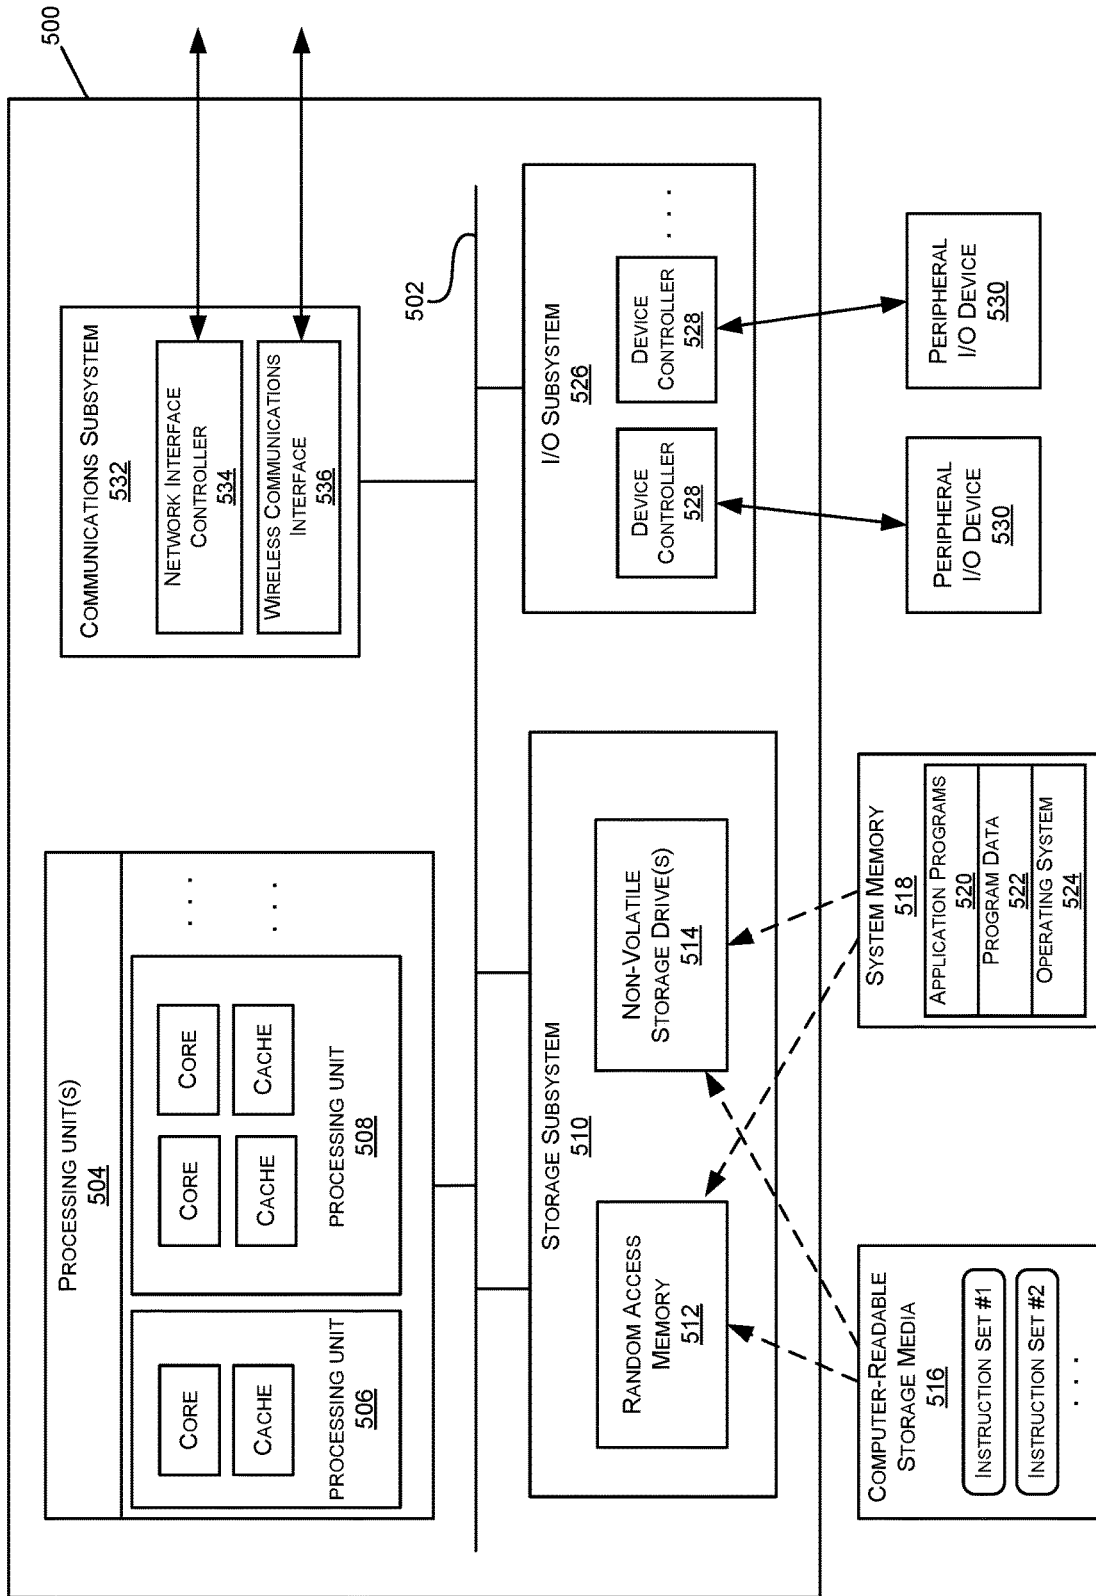 500
PROCESSING UNIT(S)
504
CORE
CACHE
PROCESSING UNIT
506
CORE
CORE
CACHE
CACHE
PROCESSING UNIT
508
. . .
. . .
COMMUNICATIONS SUBSYSTEM
532
NETWORK INTERFACE
CONTROLLER
534
WIRELESS COMMUNICATIONS
INTERFACE
536
502
STORAGE SUBSYSTEM
510
RANDOM ACCESS
MEMORY
512
NON-VOLATILE
STORAGE DRIVE(S)
514
I/O SUBSYSTEM
526
DEVICE
CONTROLLER
528
DEVICE
CONTROLLER
528
. . .
COMPUTER-READABLE
STORAGE MEDIA
516
INSTRUCTION SET #1
INSTRUCTION SET #2
. . .
SYSTEM MEMORY
518
APPLICATION PROGRAMS
520
PROGRAM DATA
522
OPERATING SYSTEM
524
PERIPHERAL
I/O DEVICE
530
PERIPHERAL
I/O DEVICE
530